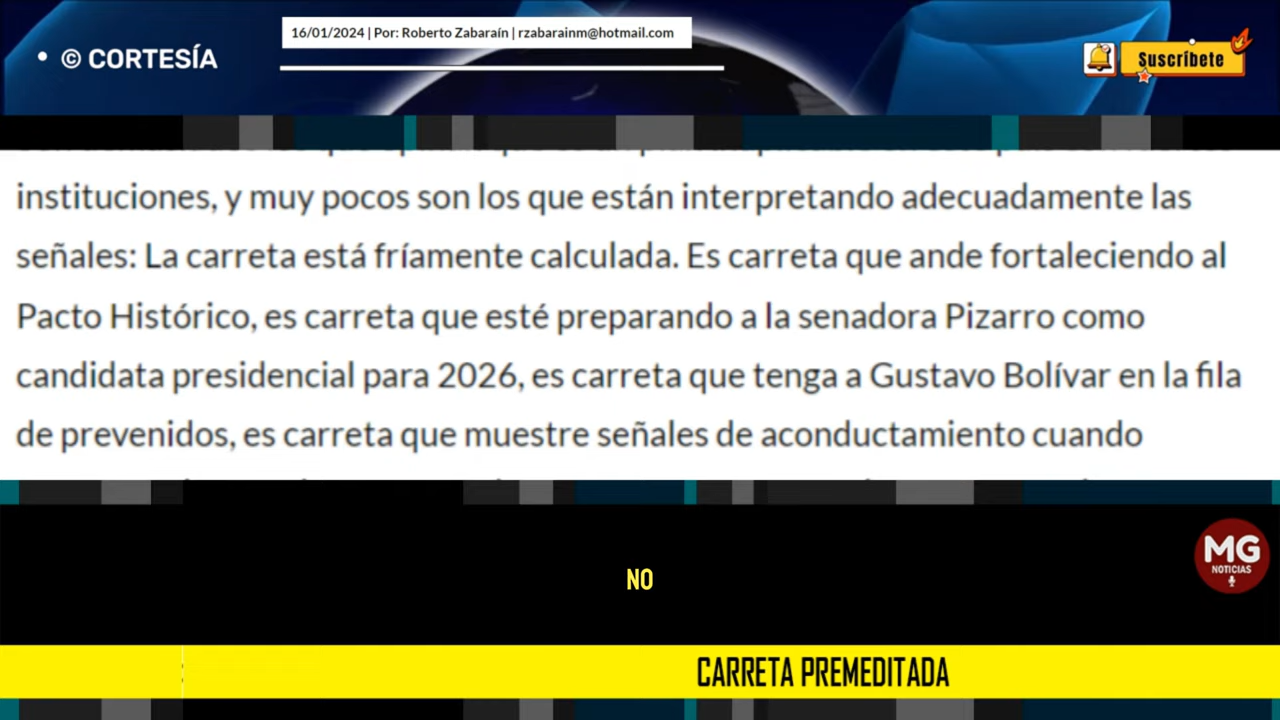 16/01/2024 | Por: Roberto Zabaraín | rzabarainm@hotmail.com
• © CORTESÍA
Suscríbete
instituciones, y muy pocos son los que están interpretando adecuadamente las
señales: La carreta está fríamente calculada. Es carreta que ande fortaleciendo al
Pacto Histórico, es carreta que esté preparando a la senadora Pizarro como
candidata presidencial para 2026, es carreta que tenga a Gustavo Bolívar en la fila
de prevenidos, es carreta que muestre señales de aconductamiento cuando
MG
NOTICIAS
NO
CARRETA PREMEDITADA